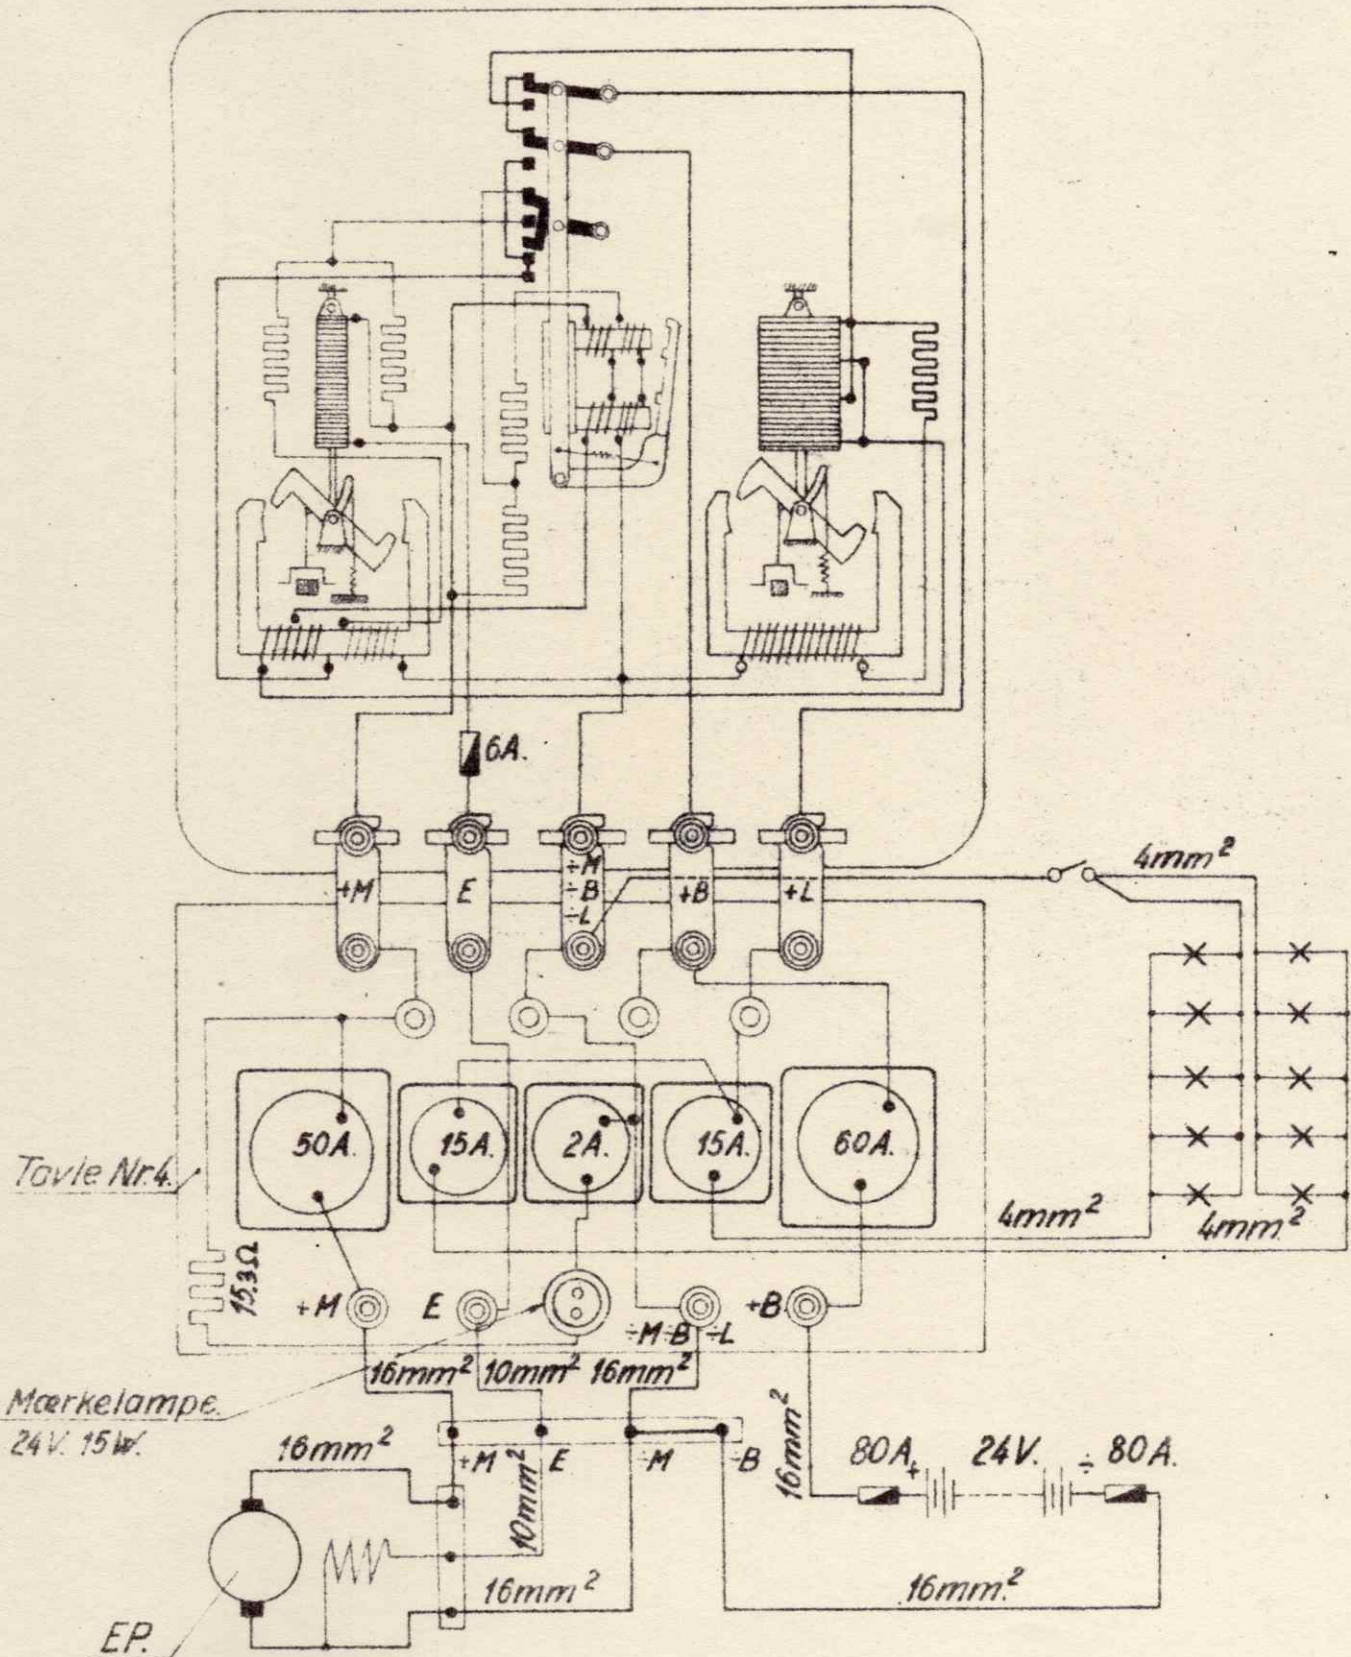 6A.
4mm²
+M
E
÷M
÷B
÷L
+B
+L
50A.
15A.
2A.
15A.
60A.
Tavle Nr.4.
4mm²
4mm²
15.3Ω
+M
E
÷M÷B ÷L
+B
16mm²
10mm²
16mm²
Mærkelampe.
24V. 15W.
16mm²
+M
E
÷M
÷B
10mm²
16mm²
80A.
+
24V.
÷
80A.
16mm²
16mm²
EP.